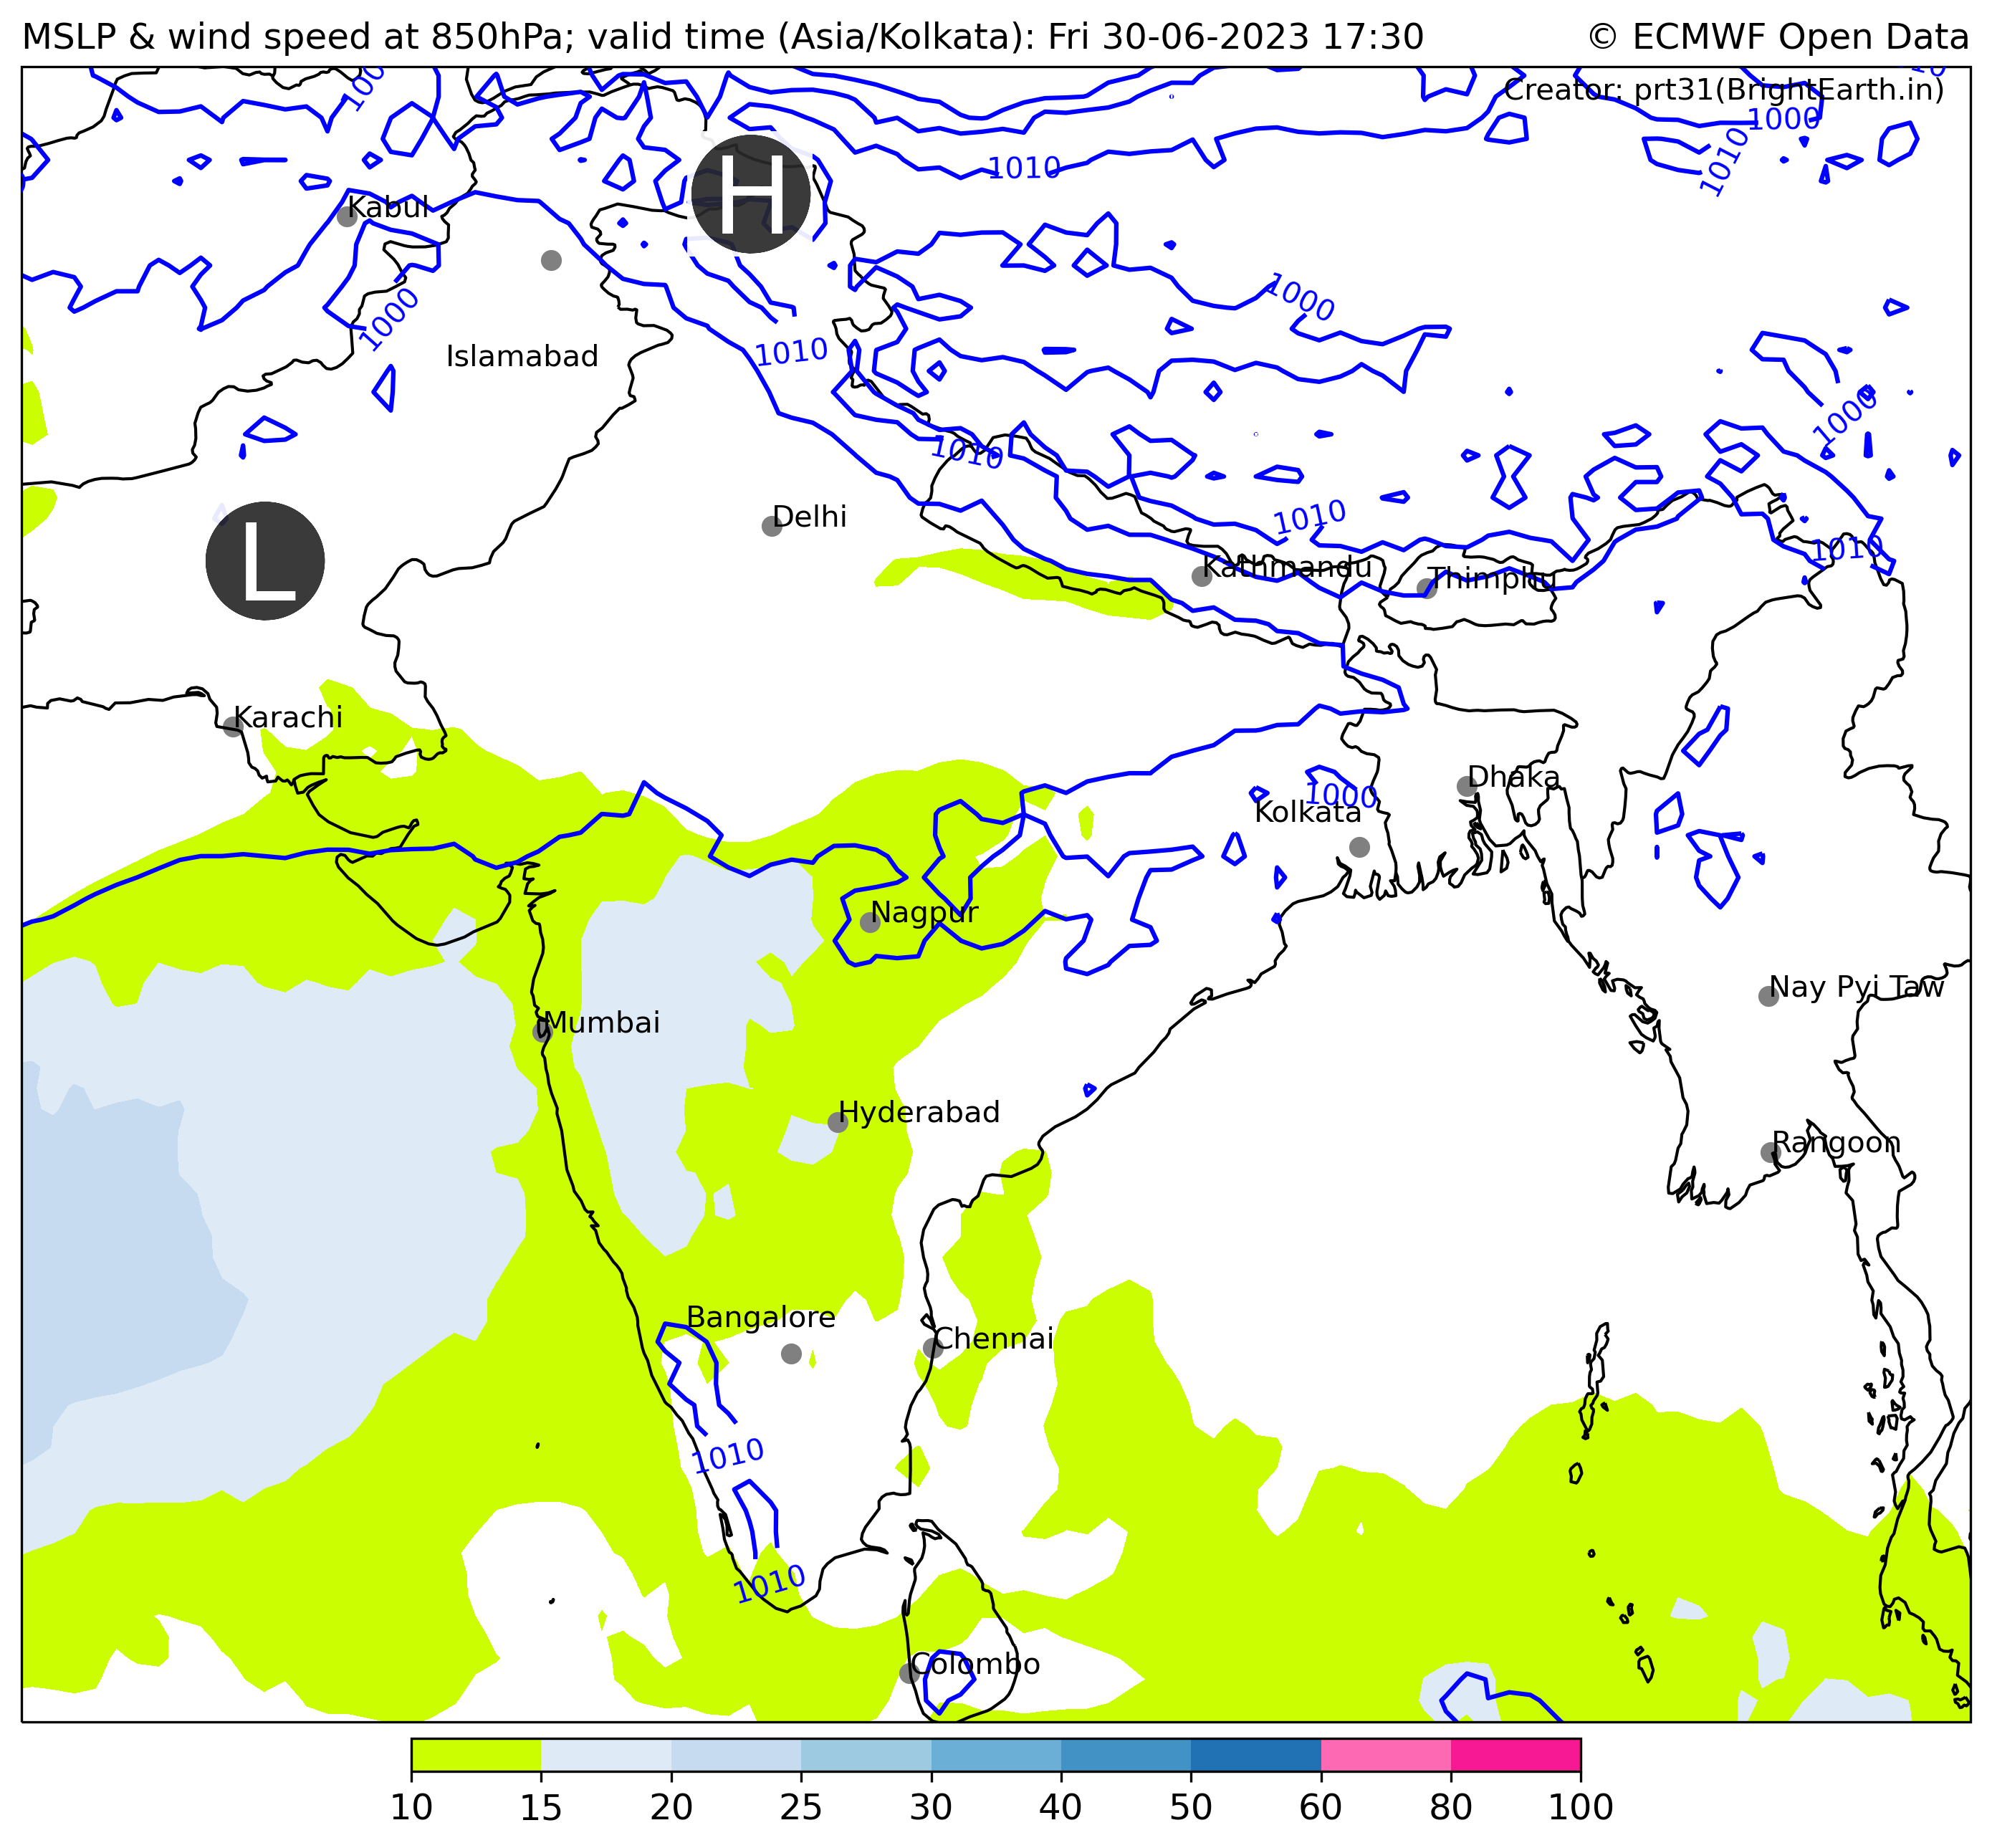 MSLP & wind speed at 850hPa; valid time (Asia/Kolkata): Fri 30-06-2023 17:30 © ECMWF Open Data
Creator: prt31(BrightEarth.in)
1000
1010
1010
H
Kabul
1000
1000
Islamabad
1010
1000
1010
L
Delhi
1010
1010
Kathmandu
Thimphu
Karachi
Dhaka
1000
Kolkata
Nagpur
Nay Pyi Taw
Mumbai
Hyderabad
Rangoon
Bangalore
Chennai
1010
1010
Colombo
10 15 20 25 30 40 50 60 80 100